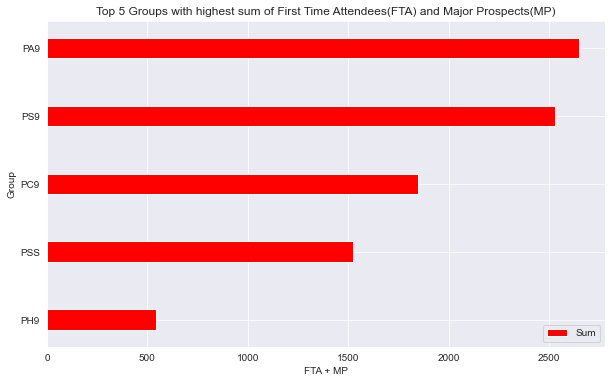 Top 5 Groups with highest sum of First Time Attendees(FTA) and Major Prospects(MP)
PA9
PS9
PC9
PSS
PH9
Group
Sum
0 500 1000 1500 2000 2500
FTA + MP